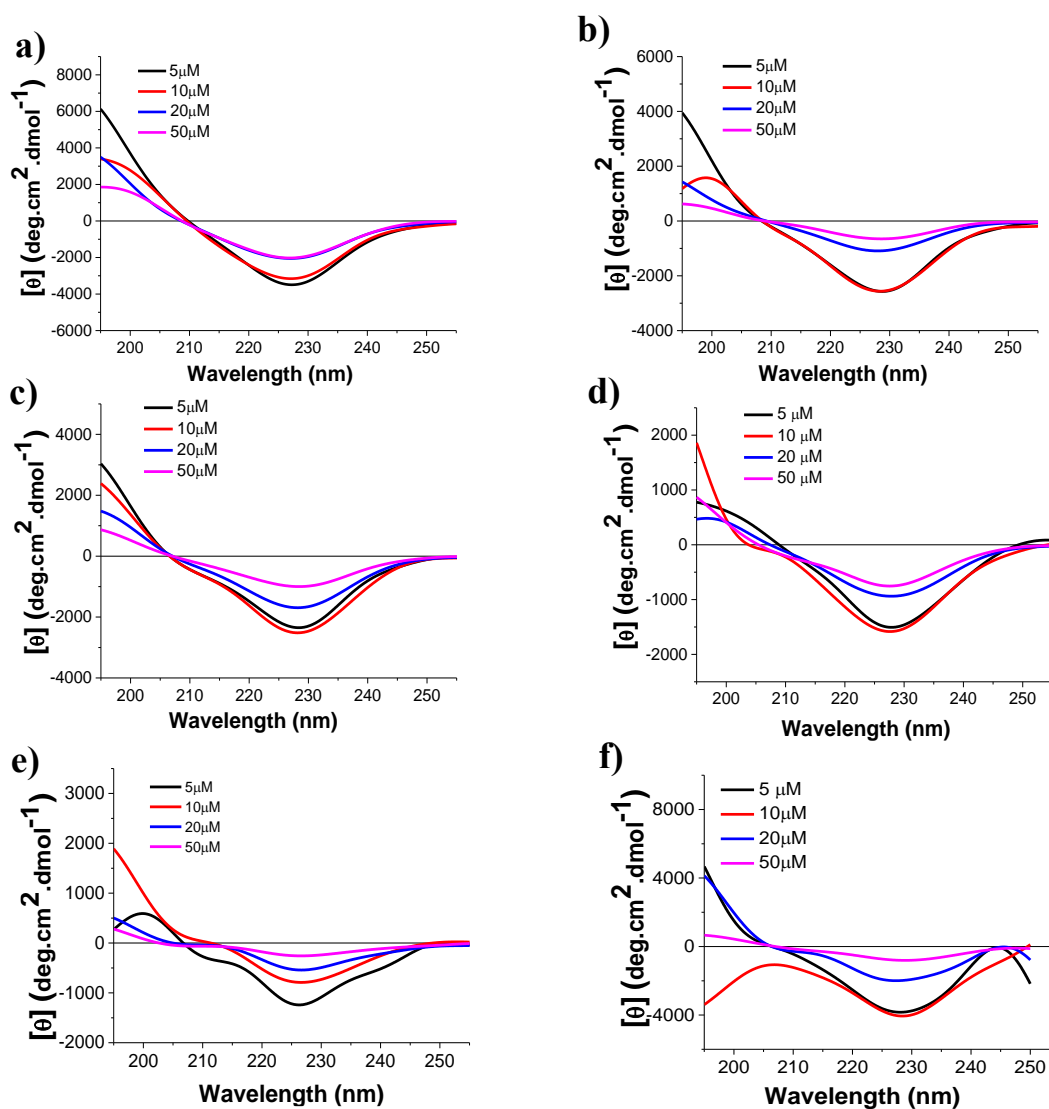 a)
[θ] (deg.cm².dmol⁻¹)
8000
6000
4000
2000
0
-2000
-4000
-6000
5μM
10μM
20μM
50μM
200 210 220 230 240 250
Wavelength (nm)
b)
[θ] (deg.cm².dmol⁻¹)
6000
4000
2000
0
-2000
-4000
5μM
10μM
20μM
50μM
200 210 220 230 240 250
Wavelength (nm)
c)
[θ] (deg.cm².dmol⁻¹)
4000
2000
0
-2000
-4000
5μM
10μM
20μM
50μM
200 210 220 230 240 250
Wavelength (nm)
d)
[θ] (deg.cm².dmol⁻¹)
2000
1000
0
-1000
-2000
5 μM
10 μM
20 μM
50 μM
200 210 220 230 240 250
Wavelength (nm)
e)
[θ] (deg.cm².dmol⁻¹)
3000
2000
1000
0
-1000
-2000
5μM
10μM
20μM
50μM
200 210 220 230 240 250
Wavelength (nm)
f)
[θ] (deg.cm².dmol⁻¹)
8000
4000
0
-4000
5 μM
10μM
20μM
50μM
200 210 220 230 240 250
Wavelength (nm)